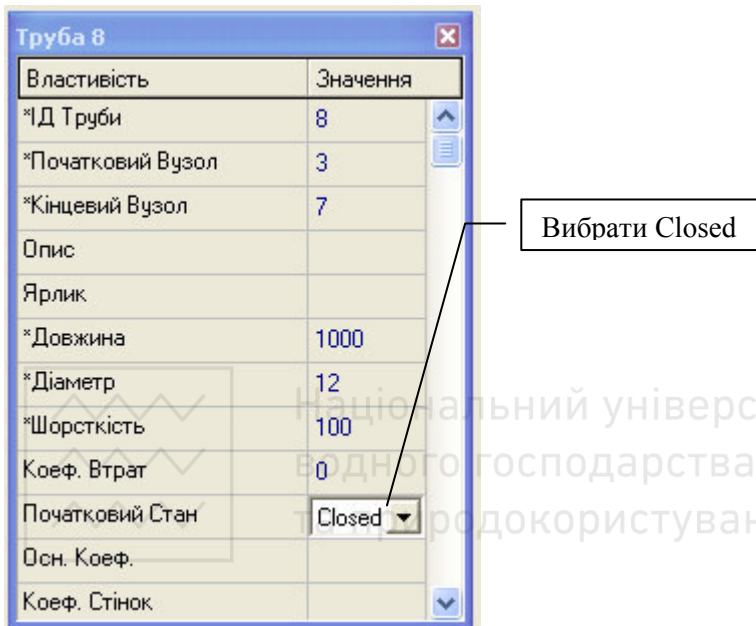 Труба 8
Властивість Значення
*ІД Труби 8
*Початковий Вузол 3
*Кінцевий Вузол 7
Опис
Ярлик
*Довжина 1000
*Діаметр 12
*Шорсткість 100
Коеф. Втрат 0
Початковий Стан Closed
Осн. Коеф.
Коеф. Стінок
Вибрати Closed
Національний універс
водного господарства
та природокористуван